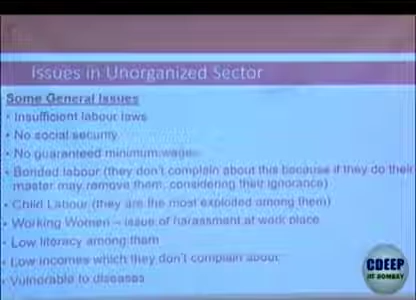 Issues in Unorganized Sector
Some General Issues
• Insufficient labour laws
• No social security
• No guaranteed minimum wages
• Bonded labour (they don't complain about this because if they do their
master may remove them, considering their ignorance)
• Child Labour (they are the most exploded among them)
• Working Women – issue of harassment at work place
• Low literacy among them
• Low incomes which they don't complain about
• Vulnerable to diseases
CDEEP
IIT BOMBAY